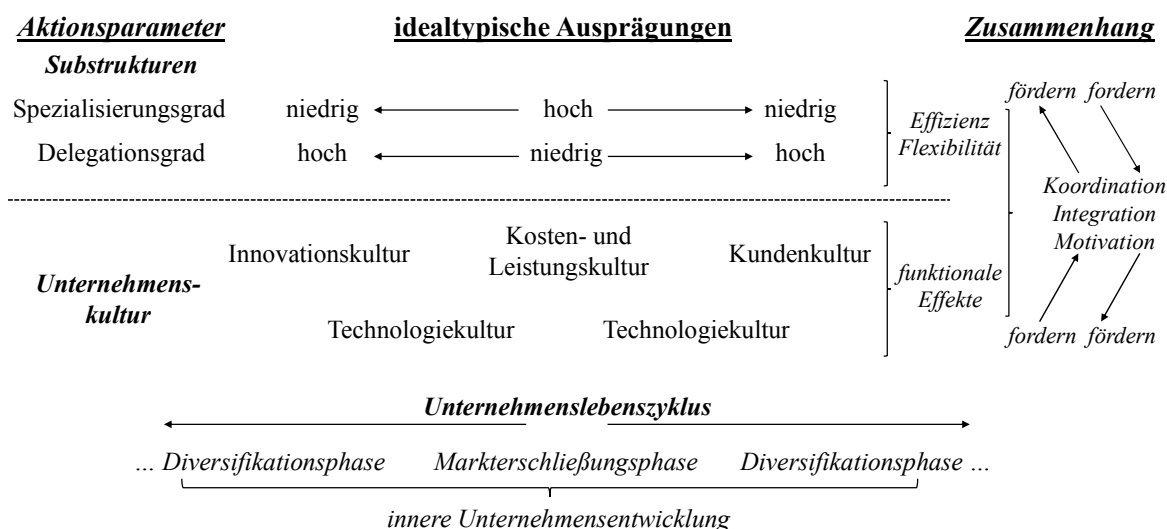 Aktionsparameter idealtypische Ausprägungen Zusammenhang
Substrukturen
Spezialisierungsgrad niedrig hoch niedrig
Delegationsgrad hoch niedrig hoch
Effizienz
Flexibilität
fördern fordern
Koordination
Integration
Motivation
fordern fördern
Unternehmens-
kultur
Innovationskultur
Kosten- und
Leistungskultur
Kundenkultur
Technologiekultur Technologiekultur
funktionale
Effekte
Unternehmenslebenszyklus
... Diversifikationsphase Markterschließungsphase Diversifikationsphase ...
innere Unternehmensentwicklung